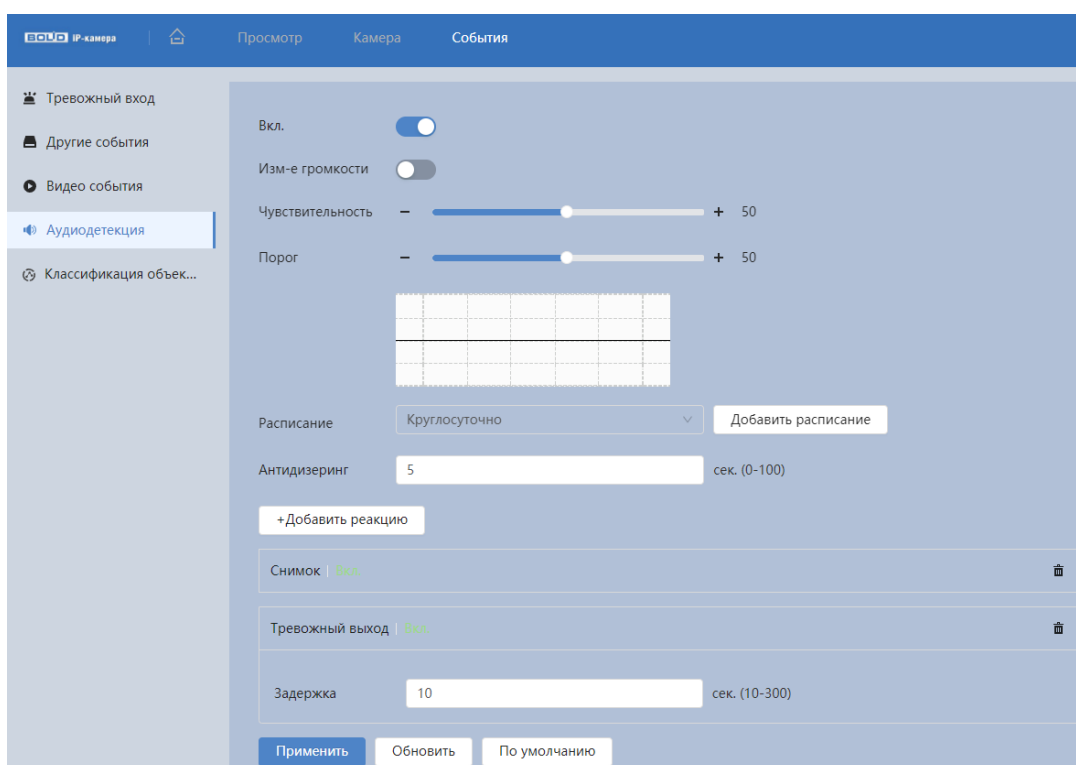 BOLID IP-камера
Просмотр
Камера
События
Тревожный вход
Другие события
Видео события
Аудиодетекция
Классификация объек...
Вкл.
Изм-е громкости
Чувствительность − + 50
Порог − + 50
Расписание Круглосуточно Добавить расписание
Антидизеринг 5 сек. (0-100)
+Добавить реакцию
Снимок | Вкл
Тревожный выход | Вкл
Задержка 10 сек. (10-300)
Применить Обновить По умолчанию